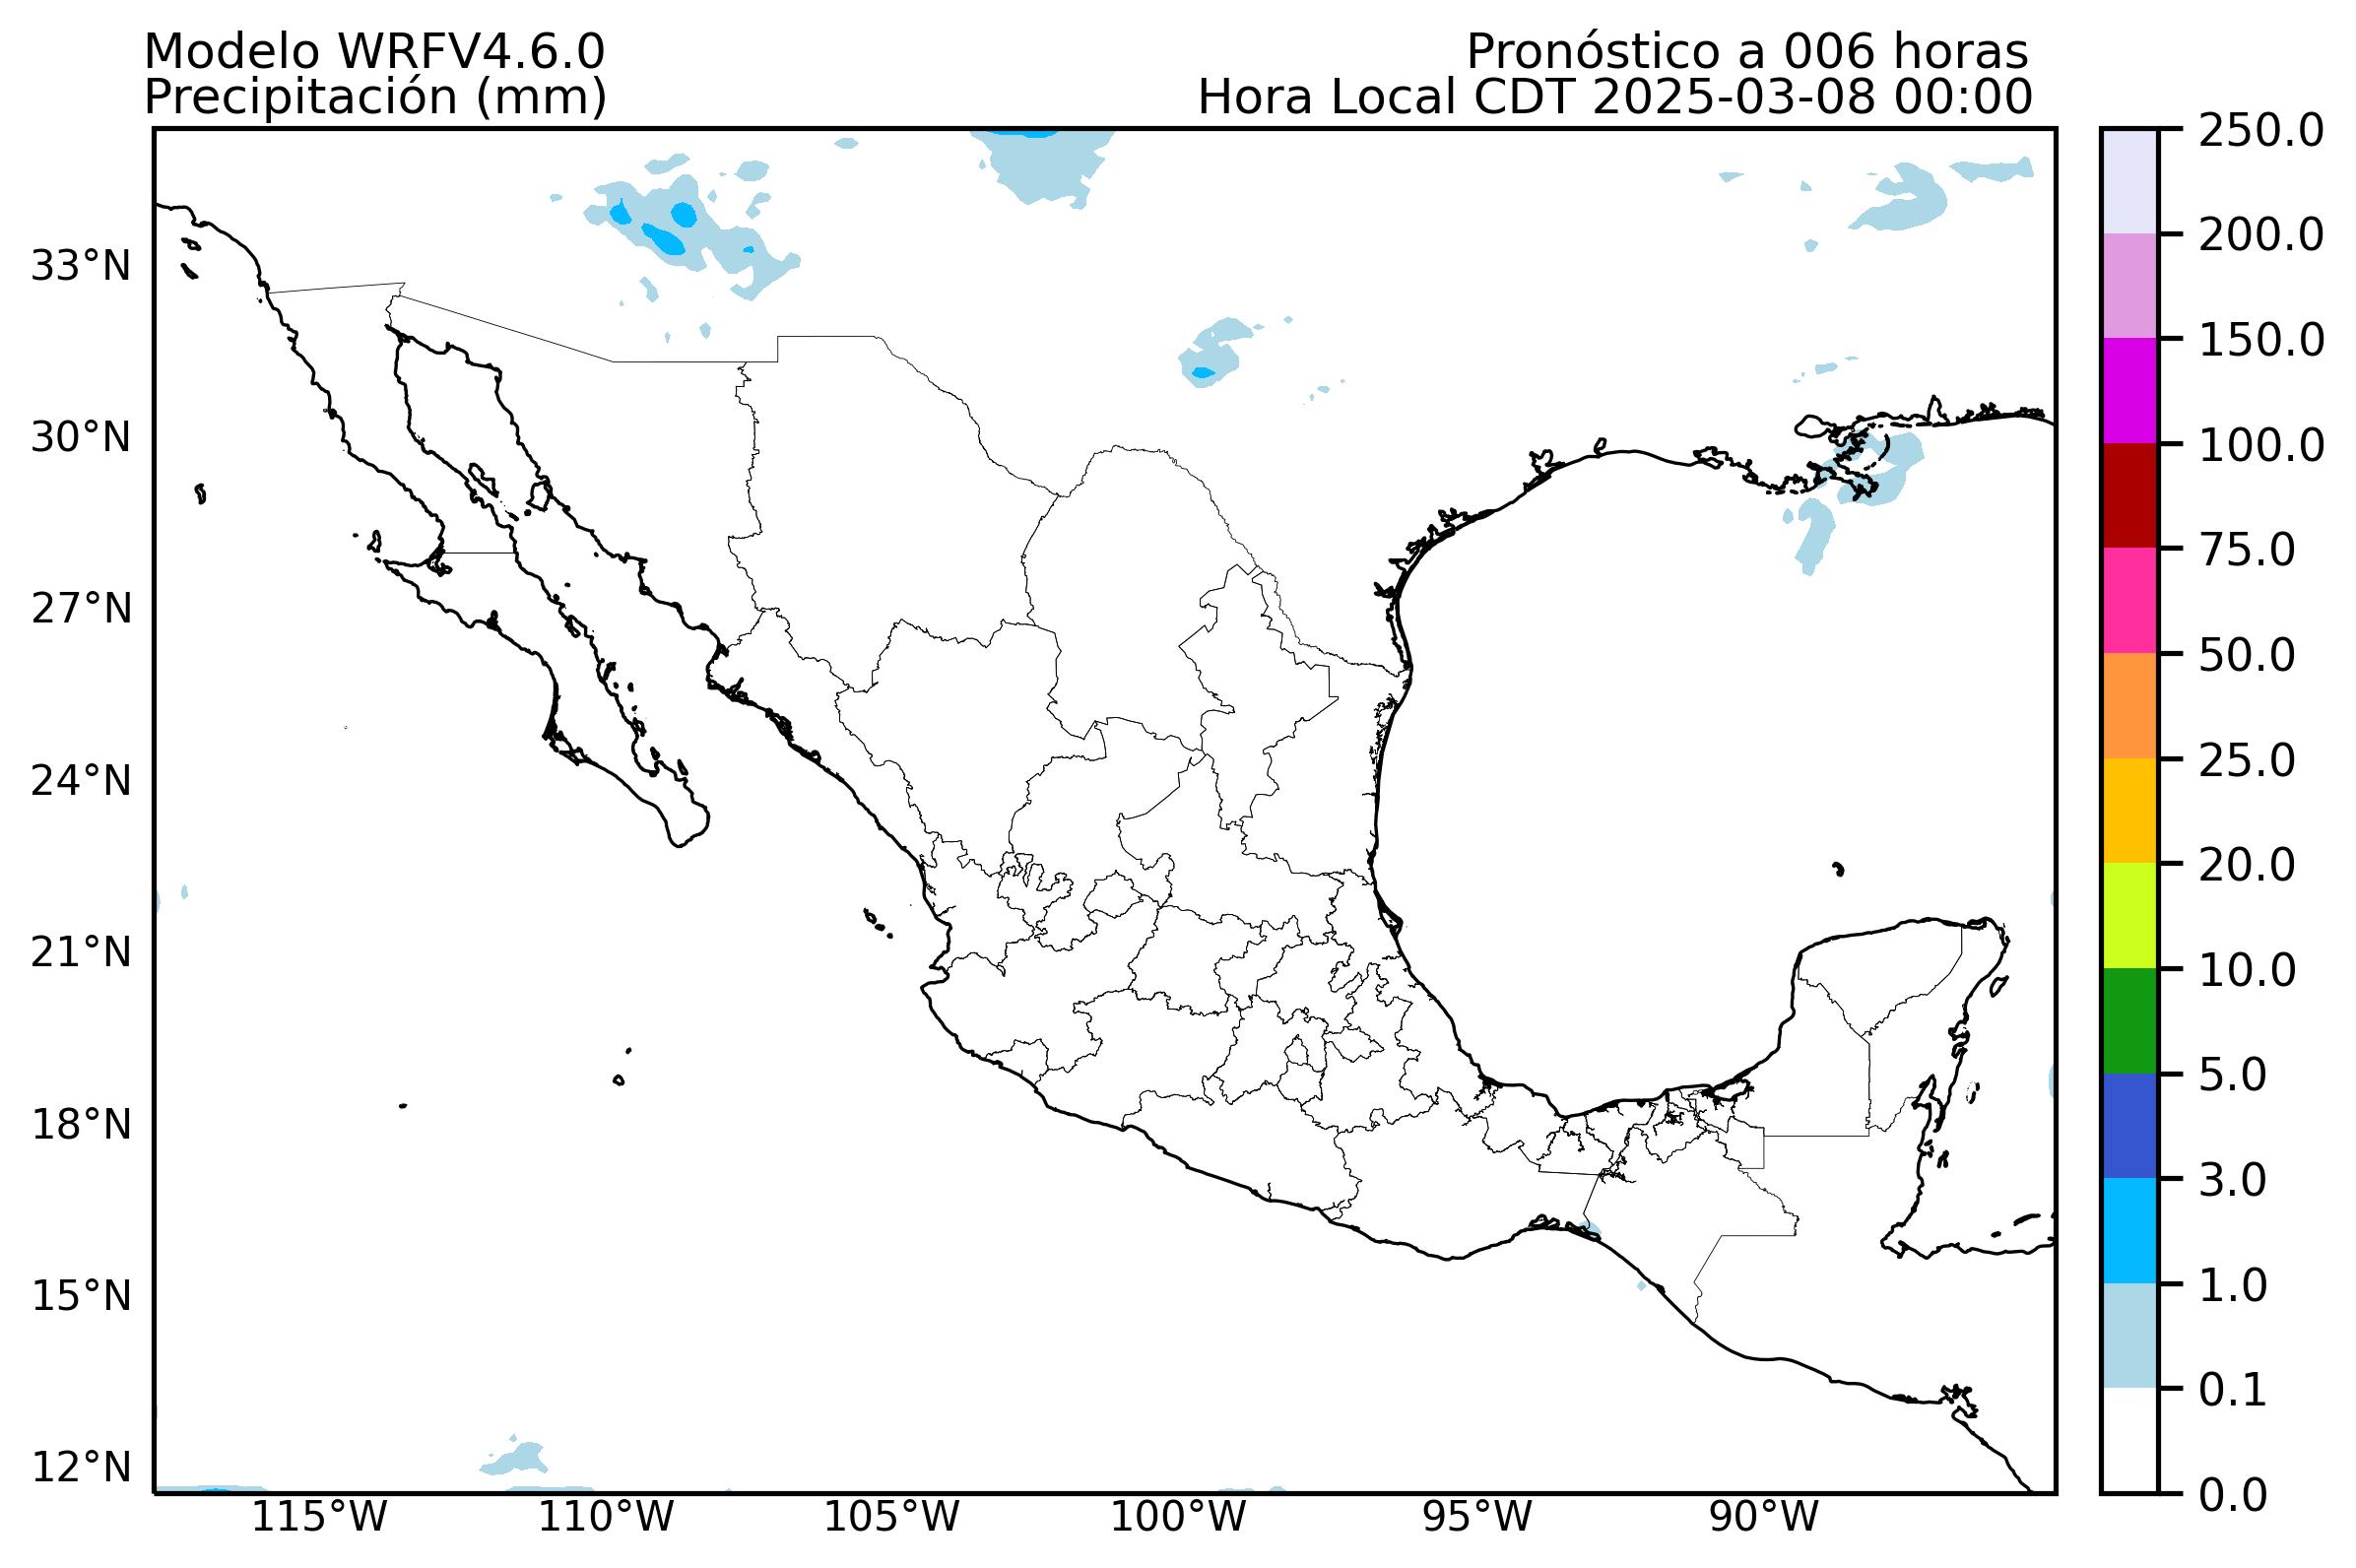 Modelo WRFV4.6.0
Precipitación (mm)
Pronóstico a 006 horas
Hora Local CDT 2025-03-08 00:00
33°N
30°N
27°N
24°N
21°N
18°N
15°N
12°N
115°W
110°W
105°W
100°W
95°W
90°W
250.0
200.0
150.0
100.0
75.0
50.0
25.0
20.0
10.0
5.0
3.0
1.0
0.1
0.0